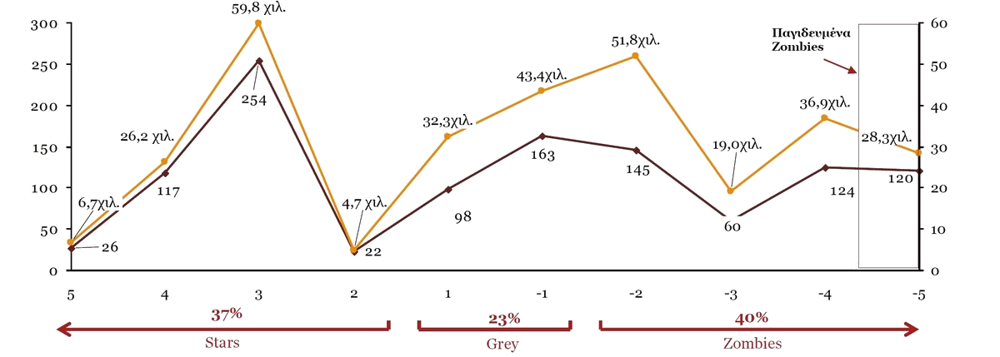 59,8 χιλ.
300
250
200
150
100
50
0
60
50
40
30
20
10
0
Παγιδευμένα
Zombies
6,7χιλ.
26,2 χιλ.
4,7 χιλ.
32,3χιλ.
43,4χιλ.
51,8χιλ.
19,0χιλ.
36,9χιλ.
28,3χιλ.
26
117
254
22
98
163
145
60
124
120
5 4 3 2 1 -1 -2 -3 -4 -5
37% 23% 40%
Stars Grey Zombies